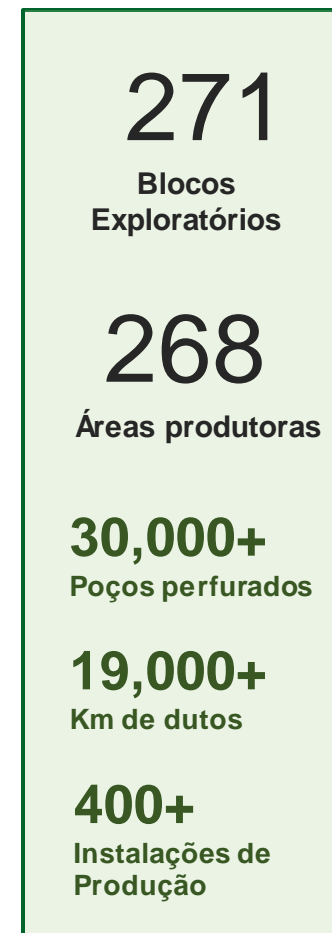 271
Blocos
Exploratórios
268
Áreas produtoras
30,000+
Poços perfurados
19,000+
Km de dutos
400+
Instalações de
Produção